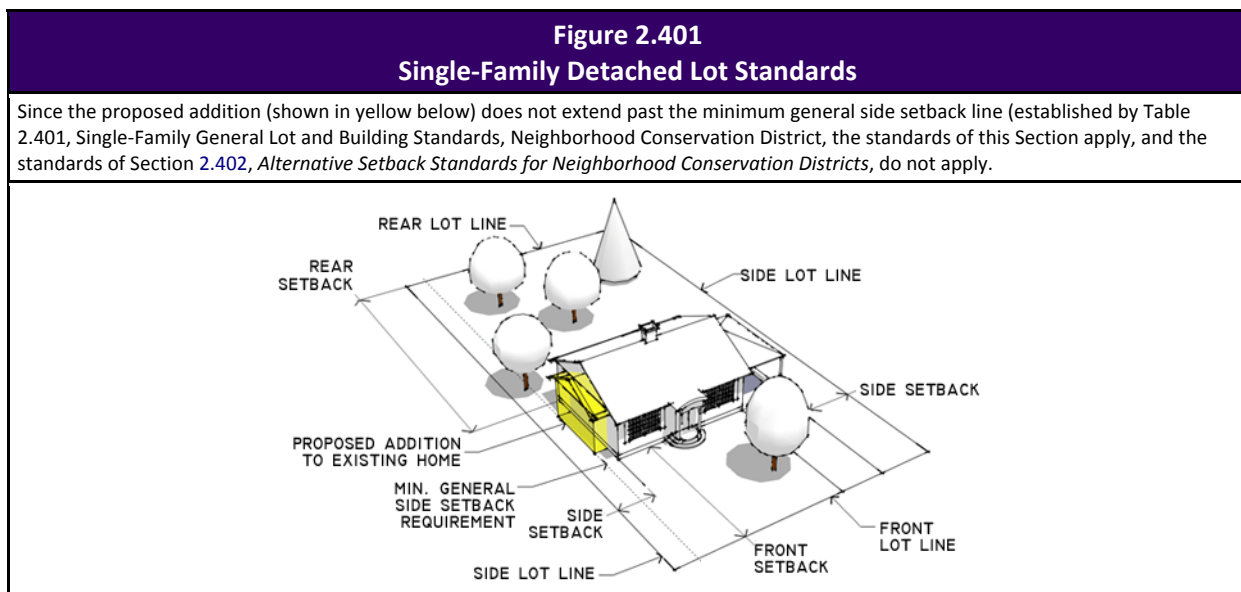 Figure 2.401
Single-Family Detached Lot Standards
Since the proposed addition (shown in yellow below) does not extend past the minimum general side setback line (established by Table
2.401, Single-Family General Lot and Building Standards, Neighborhood Conservation District, the standards of this Section apply, and the
standards of Section 2.402, Alternative Setback Standards for Neighborhood Conservation Districts, do not apply.
REAR LOT LINE
REAR
SETBACK
SIDE LOT LINE
SIDE SETBACK
PROPOSED ADDITION
TO EXISTING HOME
MIN. GENERAL
SIDE SETBACK
REQUIREMENT
SIDE
SETBACK
FRONT
LOT LINE
FRONT
SETBACK
SIDE LOT LINE